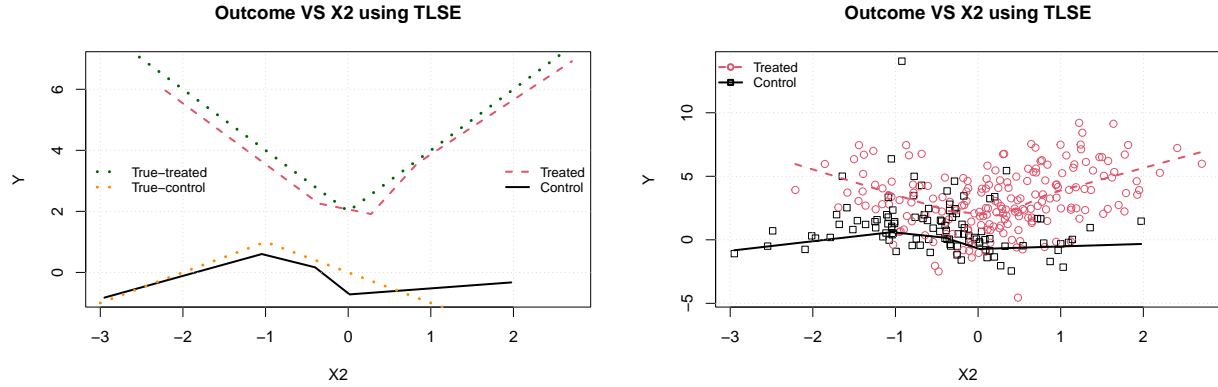 Outcome VS X2 using TLSE
6
4
2
0
Y
True−treated
True−control
Treated
Control
−3 −2 −1 0 1 2
X2
Outcome VS X2 using TLSE
10
5
0
−5
Y
Treated
Control
−3 −2 −1 0 1 2
X2